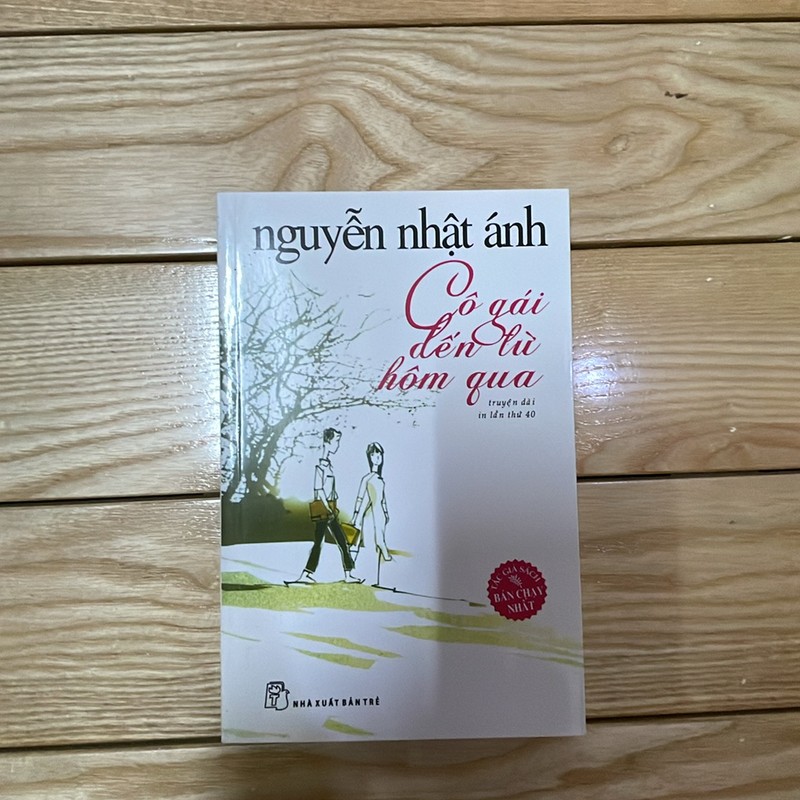 nguyễn nhật ánh
Cô gái
đến từ
hôm qua
truyện dài
in lần thứ 40
TÁC GIẢ SÁCH
BÁN CHẠY
NHẤT
NHÀ XUẤT BẢN TRẺ